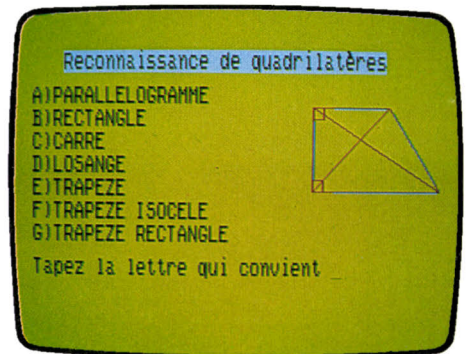 Reconnaissance de quadrilatères
A)PARALLELOGRAMME
B)RECTANGLE
C)CARRE
D)LOSANGE
E)TRAPEZE
F)TRAPEZE ISOCELE
G)TRAPEZE RECTANGLE
Tapez la lettre qui convient _